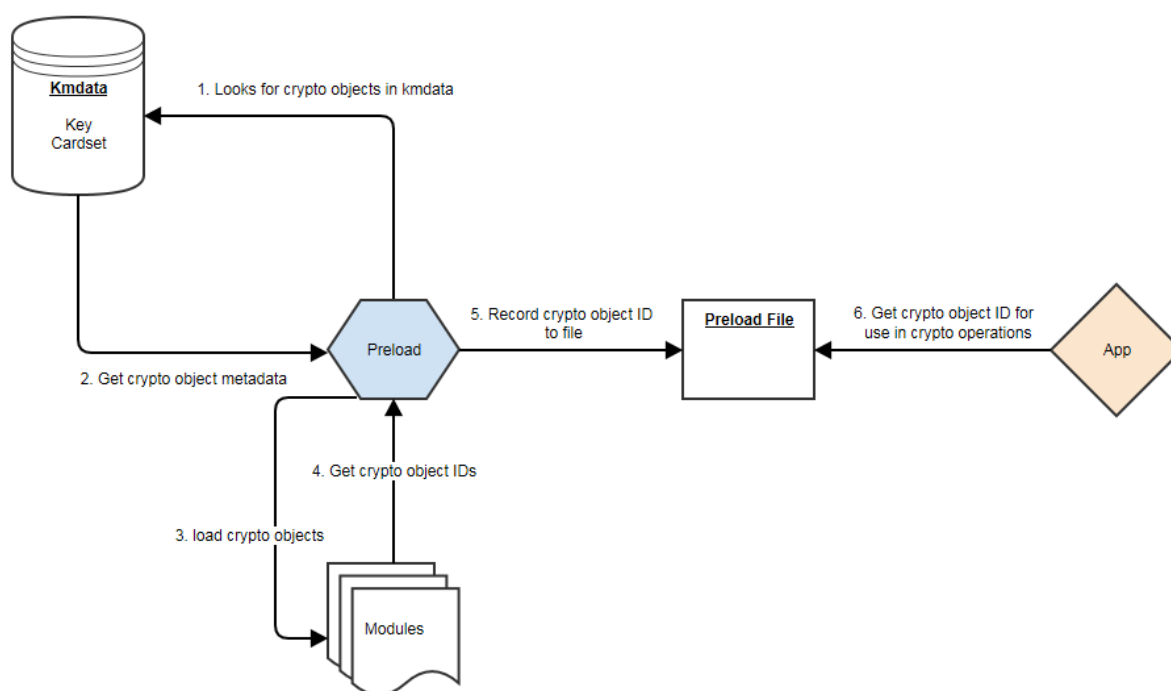 Kmdata
Key
Cardset
1. Looks for crypto objects in kmdata
2. Get crypto object metadata
Preload
3. load crypto objects
4. Get crypto object IDs
Modules
5. Record crypto object ID
to file
Preload File
6. Get crypto object ID for
use in crypto operations
App